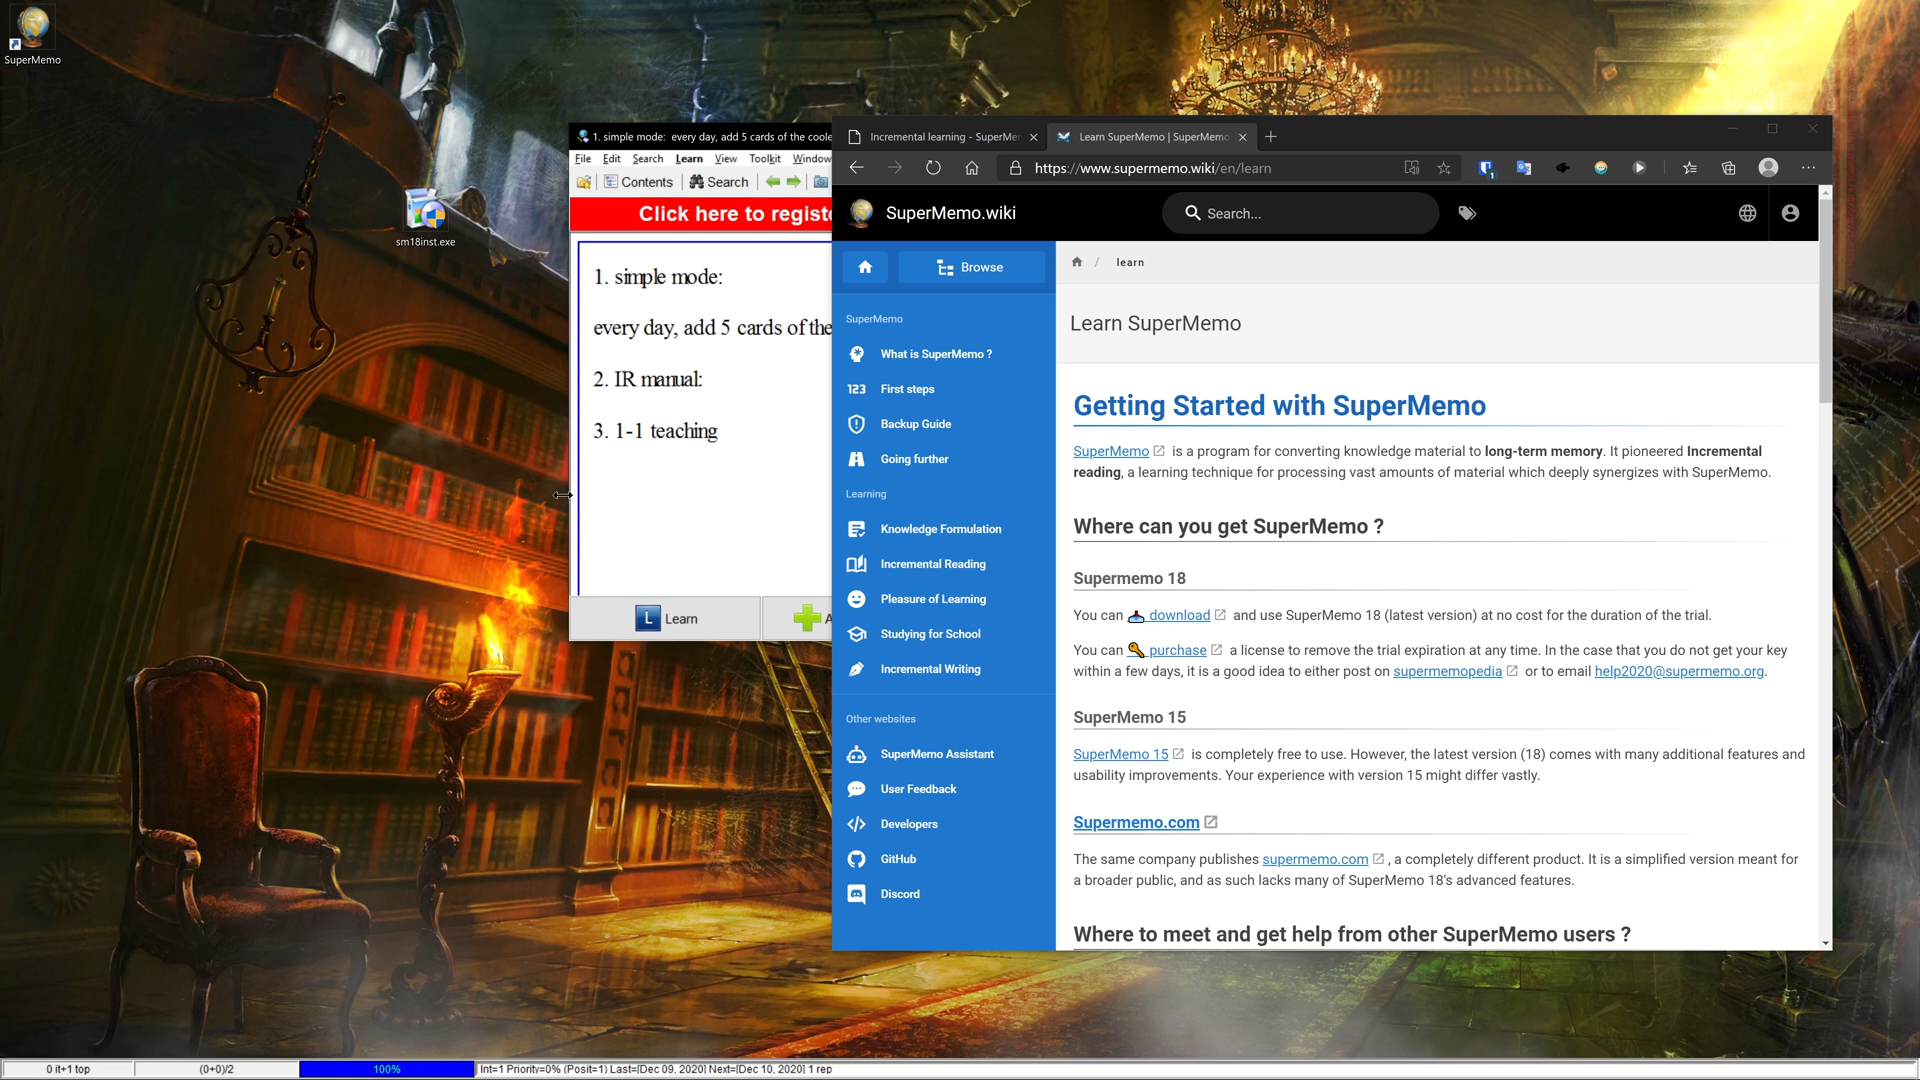 SuperMemo
sm18inst.exe
1. simple mode:  every day, add 5 cards of the coole
File Edit Search Learn View Toolkit Window
Contents Search
Click here to registe
1. simple mode:
every day, add 5 cards of the
2. IR manual:
3. 1-1 teaching
L Learn A
Incremental learning - SuperMer
Learn SuperMemo | SuperMemo
https://www.supermemo.wiki/en/learn
SuperMemo.wiki
Search...
Browse
SuperMemo
What is SuperMemo ?
123 First steps
Backup Guide
Going further
Learning
Knowledge Formulation
Incremental Reading
Pleasure of Learning
Studying for School
Incremental Writing
Other websites
SuperMemo Assistant
User Feedback
Developers
GitHub
Discord
/ learn
Learn SuperMemo
Getting Started with SuperMemo
SuperMemo is a program for converting knowledge material to long-term memory. It pioneered Incremental
reading, a learning technique for processing vast amounts of material which deeply synergizes with SuperMemo.
Where can you get SuperMemo ?
Supermemo 18
You can download and use SuperMemo 18 (latest version) at no cost for the duration of the trial.
You can purchase a license to remove the trial expiration at any time. In the case that you do not get your key
within a few days, it is a good idea to either post on supermemopedia or to email help2020@supermemo.org.
SuperMemo 15
SuperMemo 15 is completely free to use. However, the latest version (18) comes with many additional features and
usability improvements. Your experience with version 15 might differ vastly.
Supermemo.com
The same company publishes supermemo.com , a completely different product. It is a simplified version meant for
a broader public, and as such lacks many of SuperMemo 18's advanced features.
Where to meet and get help from other SuperMemo users ?
0 it+1 top
(0+0)/2
100%
Int=1 Priority=0% (Posit=1) Last=[Dec 09, 2020] Next=[Dec 10, 2020] 1 rep